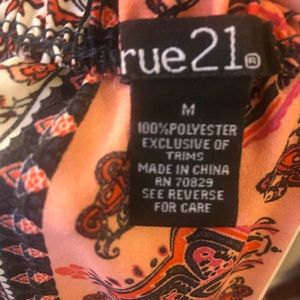 rue21®
M
100%POLYESTER
EXCLUSIVE OF
TRIMS
MADE IN CHINA
RN 70829
SEE REVERSE
FOR CARE